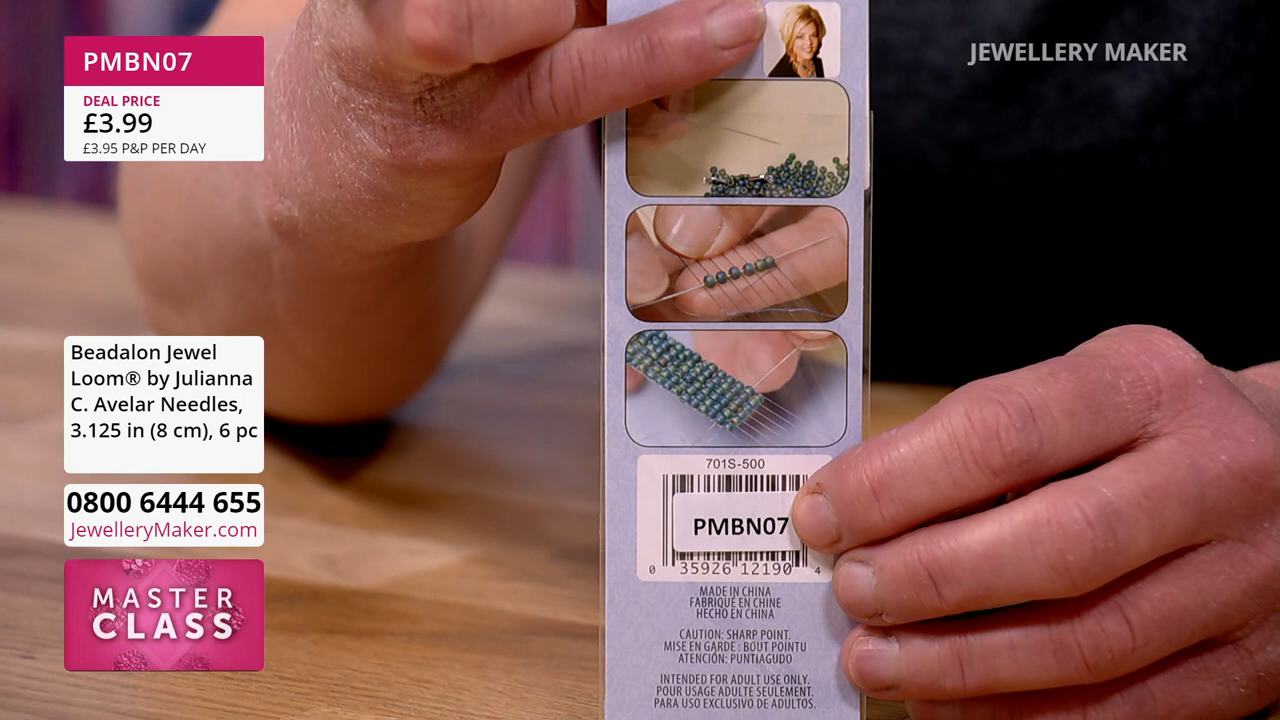 PMBN07
DEAL PRICE
£3.99
£3.95 P&P PER DAY
Beadalon Jewel
Loom® by Julianna
C. Avelar Needles,
3.125 in (8 cm), 6 pc
0800 6444 655
JewelleryMaker.com
MASTER
CLASS
JEWELLERY MAKER
701S-500
PMBN07
0 35926 12190 4
MADE IN CHINA
FABRIQUÉ EN CHINE
HECHO EN CHINA
CAUTION: SHARP POINT.
MISE EN GARDE : BOUT POINTU
ATENCIÓN: PUNTIAGUDO
INTENDED FOR ADULT USE ONLY.
POUR USAGE ADULTE SEULEMENT.
PARA USO EXCLUSIVO DE ADULTOS.